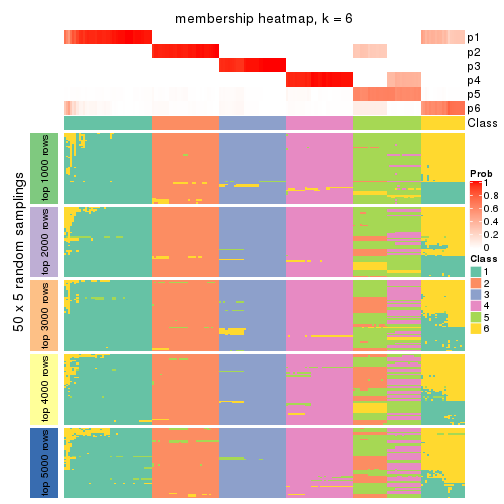 membership heatmap, k = 6
p1
p2
p3
p4
p5
p6
Class
50 x 5 random samplings
top 1000 rows
top 2000 rows
top 3000 rows
top 4000 rows
top 5000 rows
Prob
1
0.8
0.6
0.4
0.2
0
Class
1
2
3
4
5
6